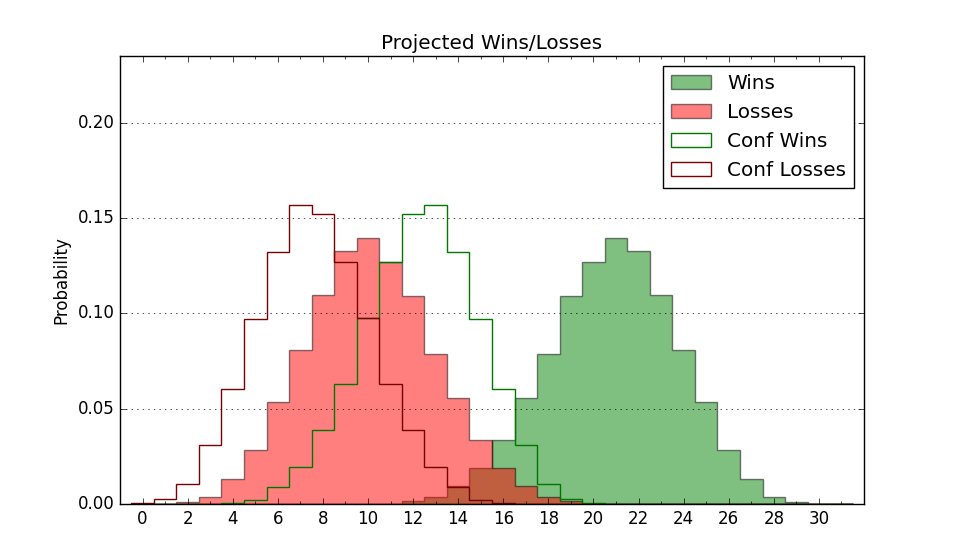 Projected Wins/Losses
Wins
Losses
Conf Wins
Conf Losses
Probability
0.20
0.15
0.10
0.05
0.00
0 2 4 6 8 10 12 14 16 18 20 22 24 26 28 30